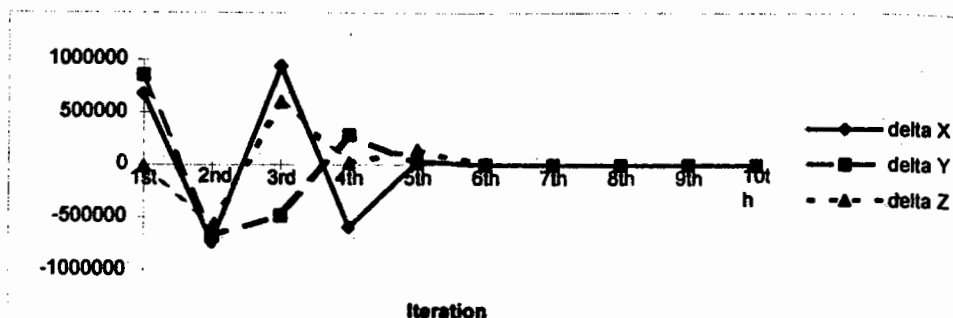 1000000
500000
0
-500000
-1000000
1st 2nd 3rd 4th 5th 6th 7th 8th 9th 10t
h
Iteration
delta X
delta Y
delta Z